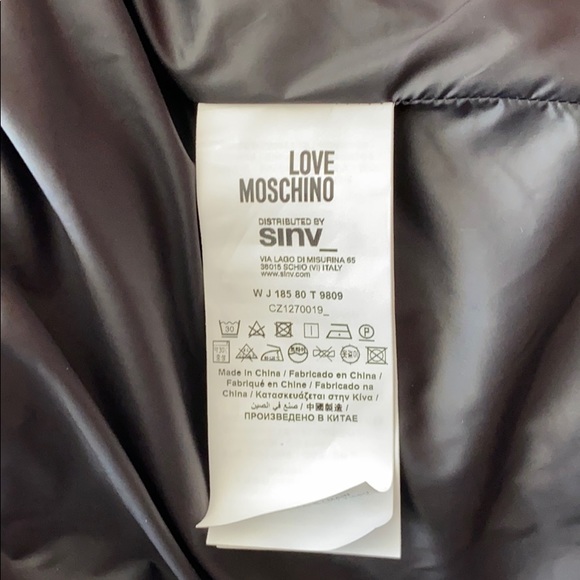 LOVE
MOSCHINO
DISTRIBUTED BY
sinv_
VIA LAGO DI MISURINA 65
36015 SCHIO (VI) ITALY
www.sinv.com
W J 185 80 T 9809
CZ1270019_
30
Made in China / Fabricado en China /
Fabriqué en Chine / Fabricado na
China / Κατασκευάζεται στην Κίνα /
صنع في الصين / 中國製造 /
ПРОИЗВЕДЕНО В КИТАЕ